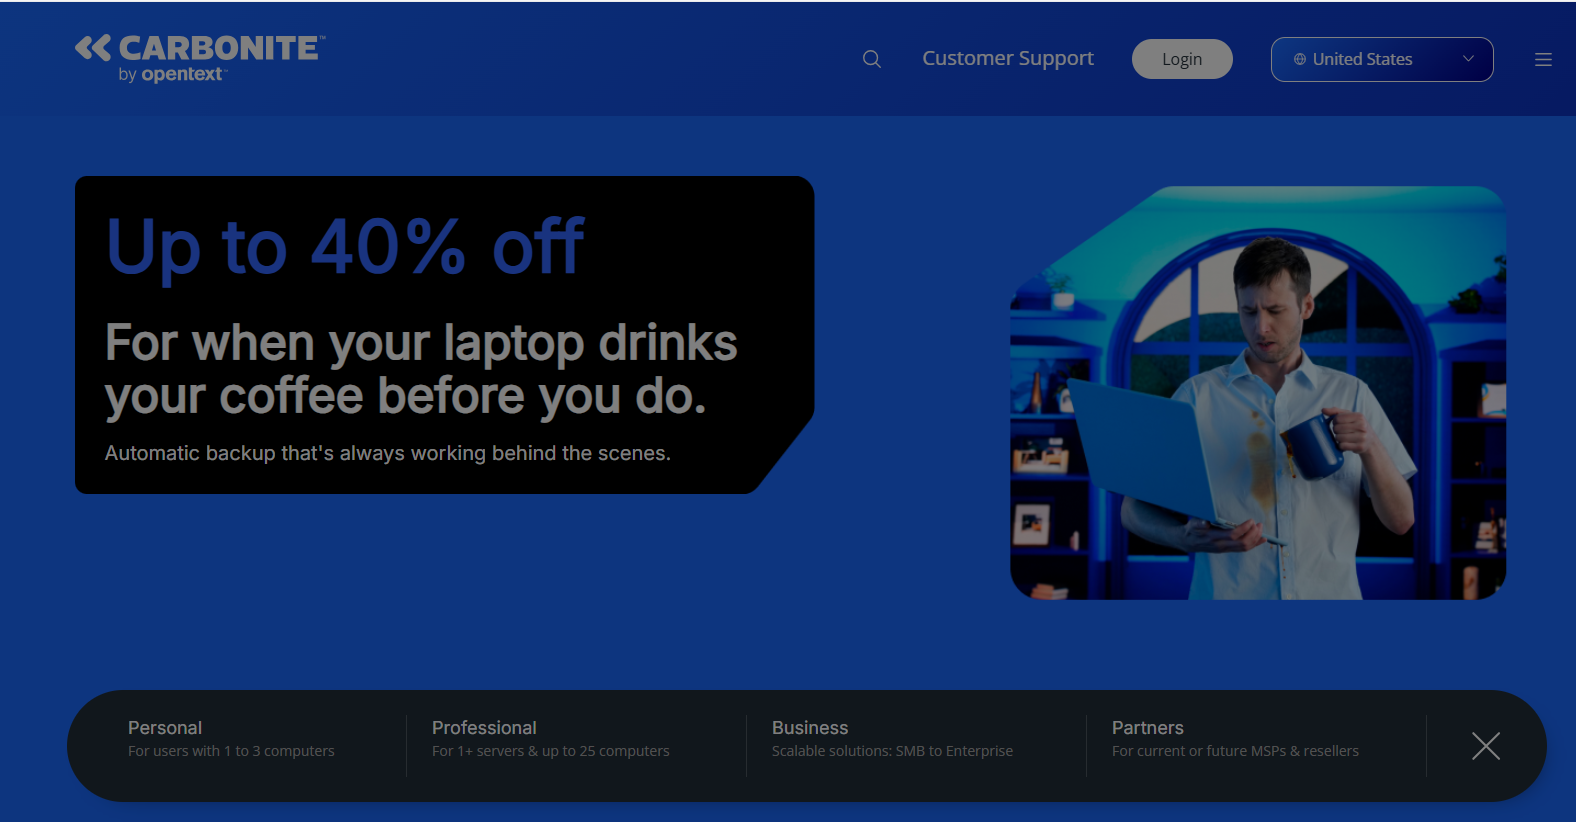 CARBONITE™
by opentext™
Customer Support
Login
United States
Up to 40% off
For when your laptop drinks
your coffee before you do.
Automatic backup that's always working behind the scenes.
Personal
For users with 1 to 3 computers
Professional
For 1+ servers & up to 25 computers
Business
Scalable solutions: SMB to Enterprise
Partners
For current or future MSPs & resellers